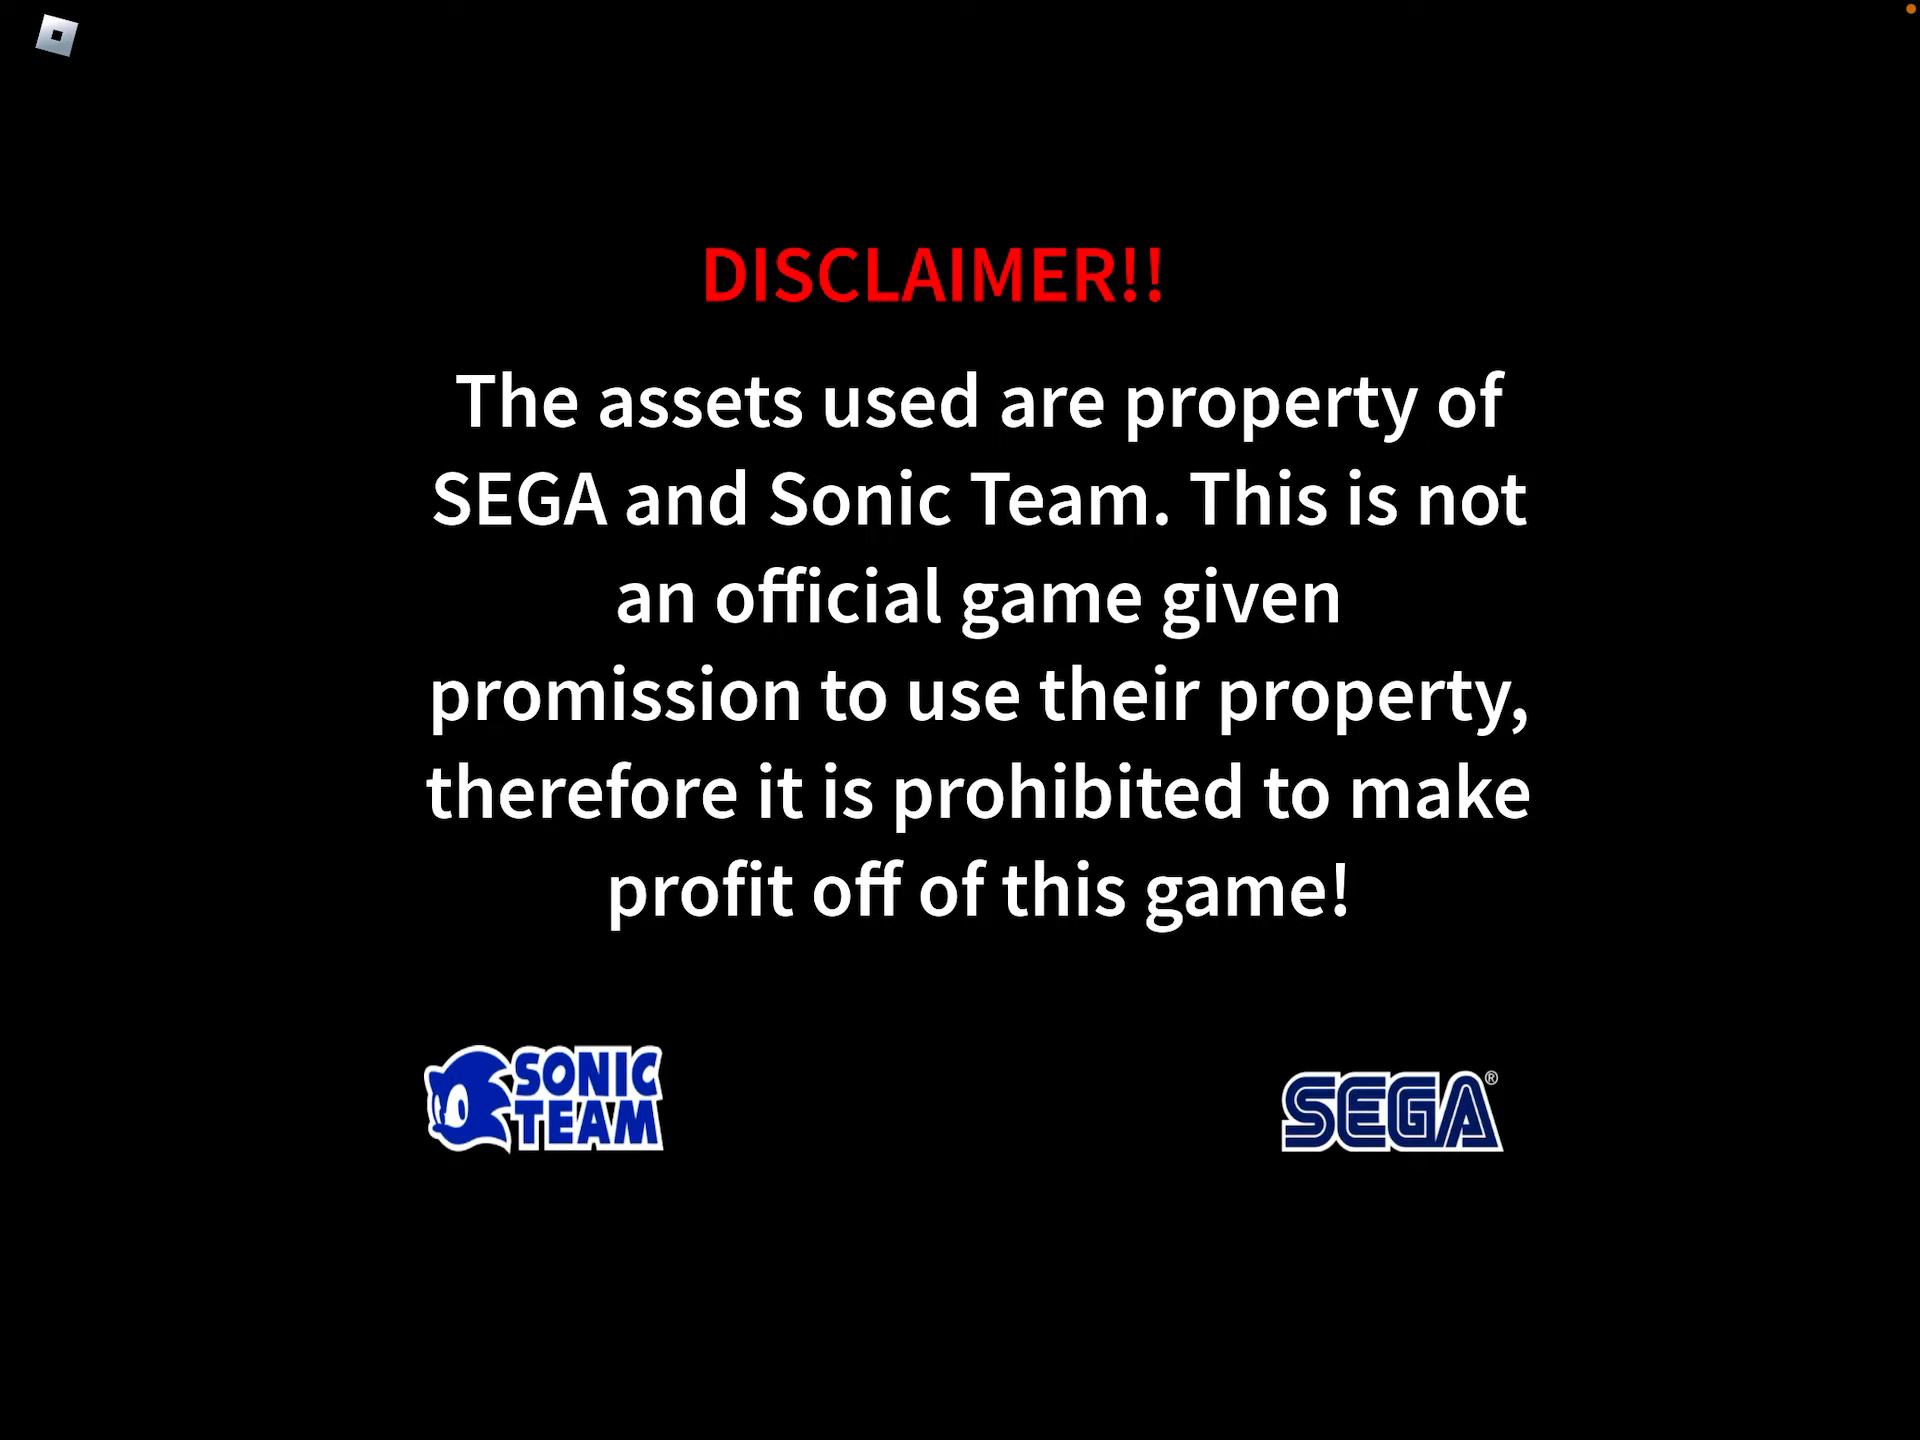 DISCLAIMER!!
The assets used are property of
SEGA and Sonic Team. This is not
an official game given
promission to use their property,
therefore it is prohibited to make
profit off of this game!
SONIC
TEAM
SEGA®